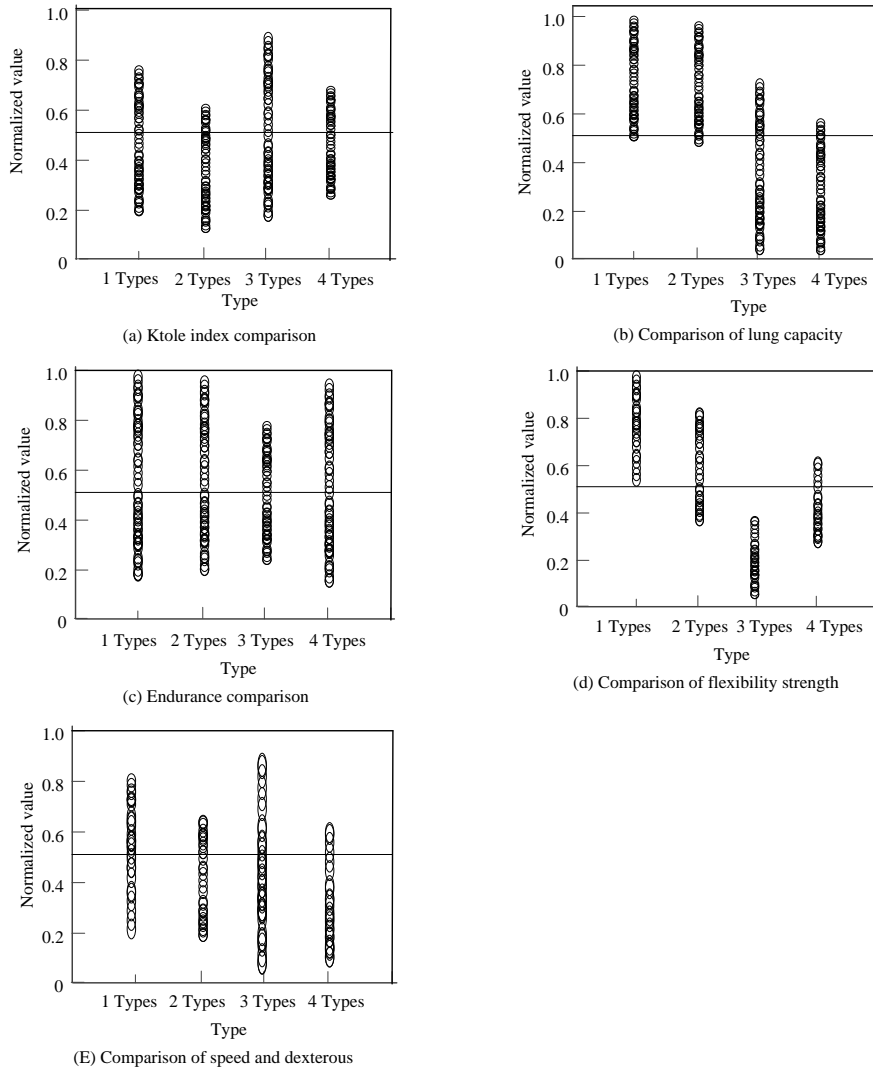 1.0
0.8
0.6
0.4
0.2
0
Normalized value
1 Types 2 Types 3 Types 4 Types
Type
(a) Ktole index comparison
1.0
0.8
0.6
0.4
0.2
0
Normalized value
1 Types 2 Types 3 Types 4 Types
Type
(b) Comparison of lung capacity
1.0
0.8
0.6
0.4
0.2
0
Normalized value
1 Types 2 Types 3 Types 4 Types
Type
(c) Endurance comparison
1.0
0.8
0.6
0.4
0.2
0
Normalized value
1 Types 2 Types 3 Types 4 Types
Type
(d) Comparison of flexibility strength
1.0
0.8
0.6
0.4
0.2
0
Normalized value
1 Types 2 Types 3 Types 4 Types
Type
(E) Comparison of speed and dexterous